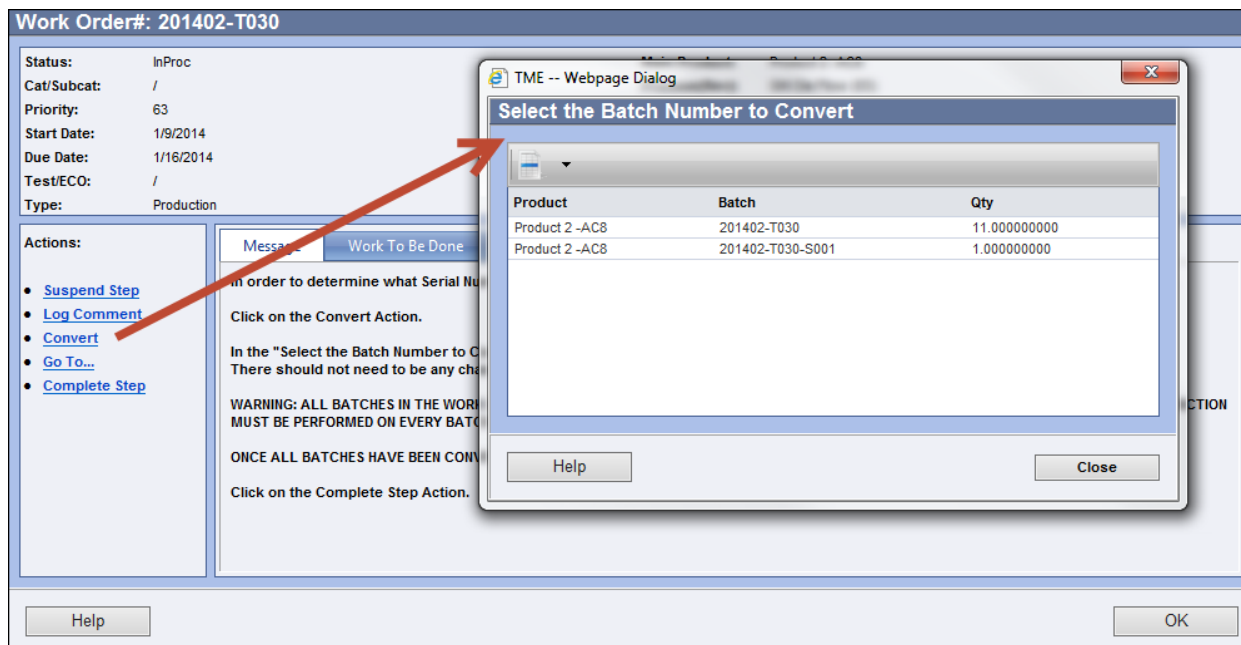 Work Order#: 201402-T030
Status: InProc
Cat/Subcat: /
Priority: 63
Start Date: 1/9/2014
Due Date: 1/16/2014
Test/ECO: /
Type: Production
Actions:
Suspend Step
Log Comment
Convert
Go To...
Complete Step
Message Work To Be Done
In order to determine what Serial
Click on the Convert Action.
In the "Select the Batch Number to
There should not need to be any
WARNING: ALL BATCHES IN THE
CTION
MUST BE PERFORMED ON EVERY
ONCE ALL BATCHES HAVE BEEN
Click on the Complete Step Action.
TME -- Webpage Dialog
Select the Batch Number to Convert
Product Batch Qty
Product 2 -AC8 201402-T030 11.000000000
Product 2 -AC8 201402-T030-S001 1.000000000
Help Close
Help OK